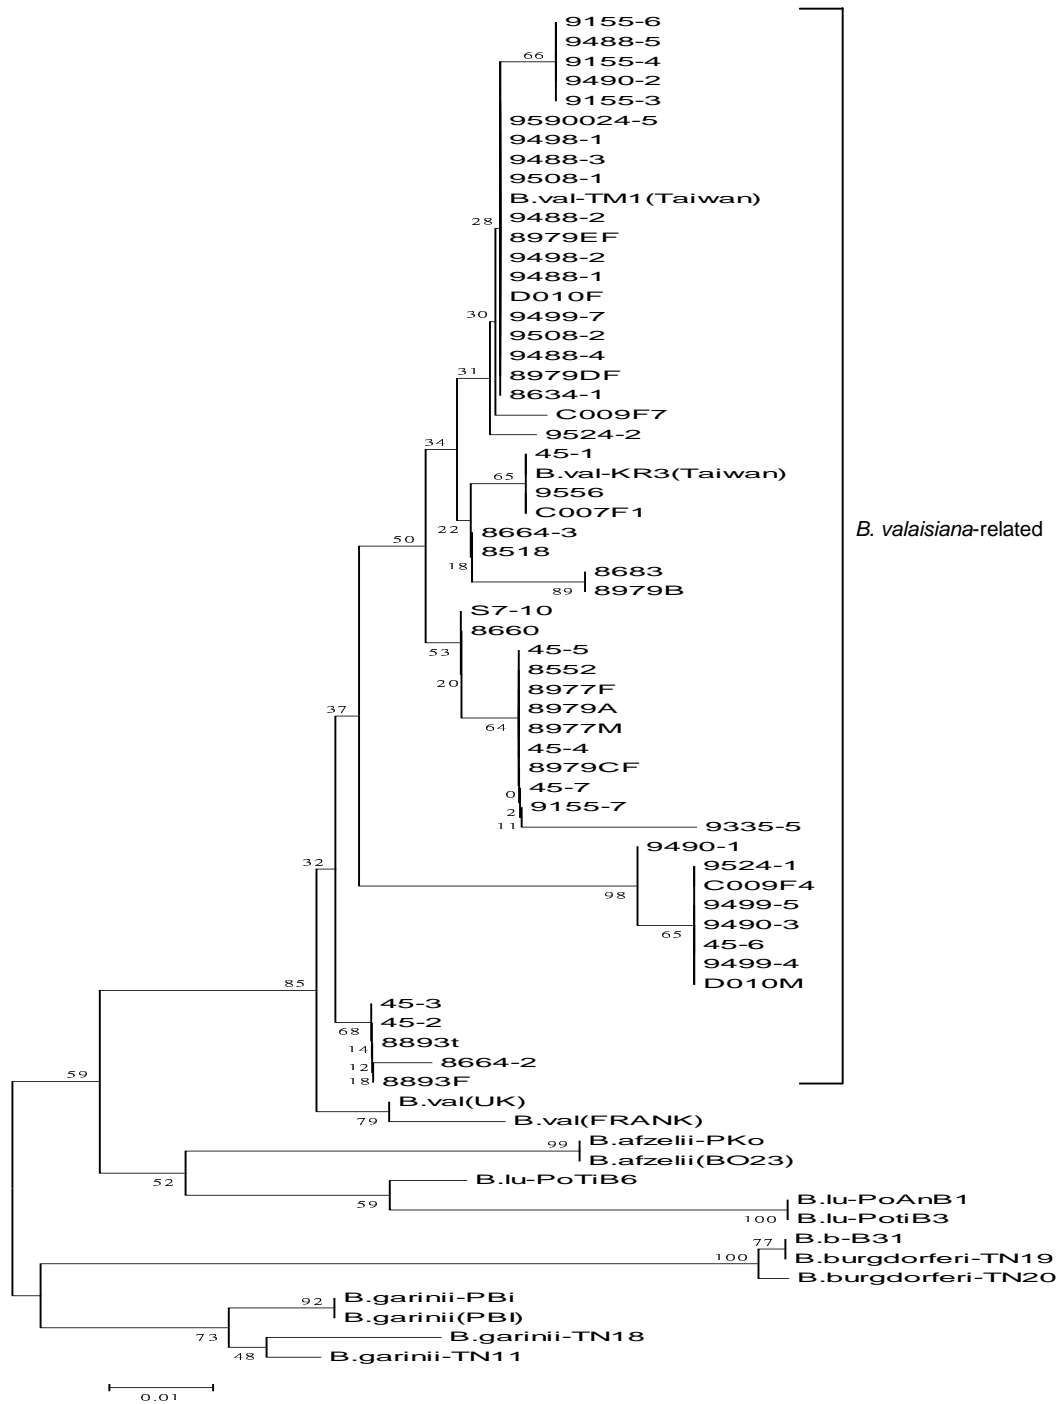 9155-6
66
9488-5
9155-4
9490-2
9155-3
9590024-5
9498-1
9488-3
9508-1
B.val-TM1(Taiwan)
28
9488-2
8979EF
9498-2
9488-1
D010F
30
9499-7
9508-2
9488-4
31
8979DF
8634-1
C009F7
34
9524-2
45-1
65
B.val-KR3(Taiwan)
9556
C007F1
22
8664-3
50
8518
18
8683
89
8979B
S7-10
8660
53
45-5
8552
20
8977F
37
8979A
64
8977M
45-4
8979CF
0
45-7
2
9155-7
11
9335-5
9490-1
32
9524-1
98
C009F4
9499-5
65
9490-3
45-6
9499-4
85
D010M
45-3
68
45-2
14
8893t
12
8664-2
18
8893F
59
B. valaisiana-related
B.val(UK)
79
B.val(FRANK)
99
B.afzelii-PKo
52
B.afzelii(BO23)
B.lu-PoTiB6
59
B.lu-PoAnB1
100
B.lu-PotiB3
77
B.b-B31
100
B.burgdorferi-TN19
B.burgdorferi-TN20
92
B.garinii-PBi
73
B.garinii(PBI)
B.garinii-TN18
48
B.garinii-TN11
0.01